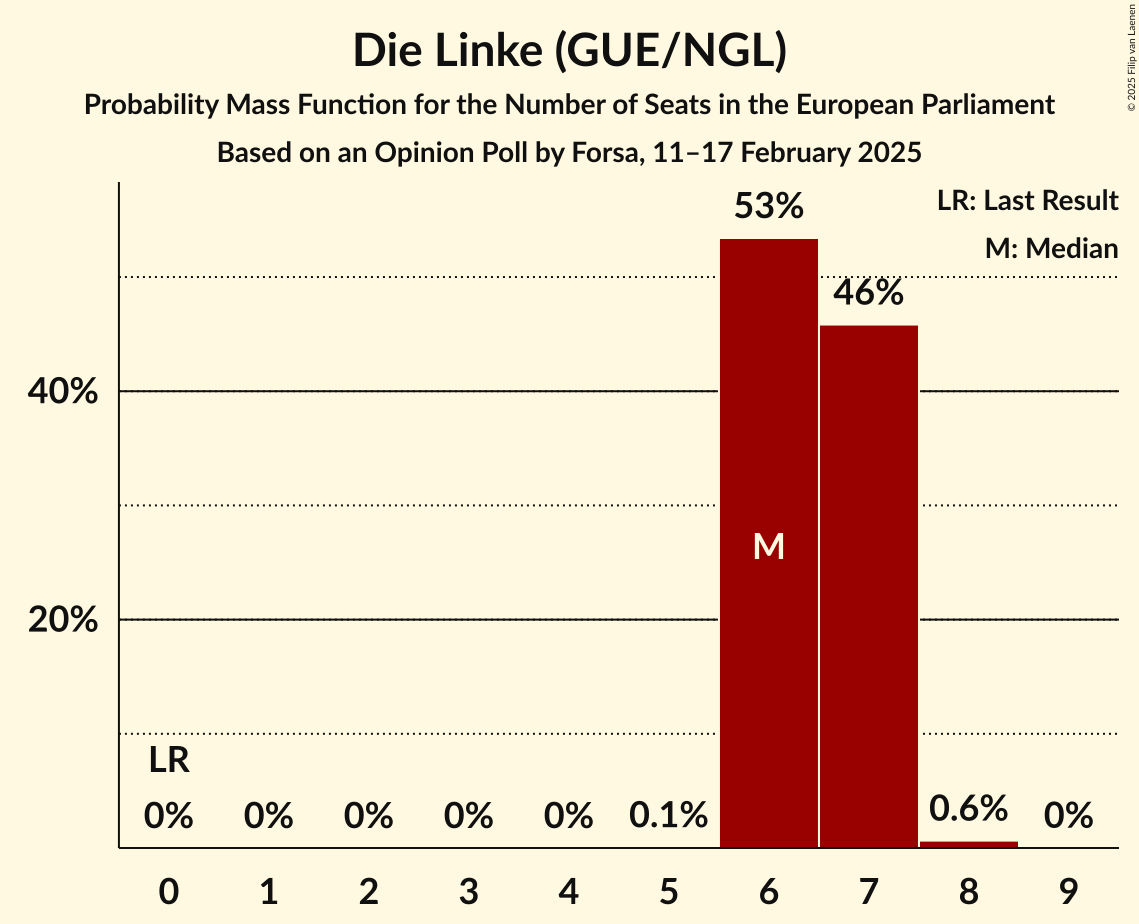 Die Linke (GUE/NGL)
Probability Mass Function for the Number of Seats in the European Parliament
Based on an Opinion Poll by Forsa, 11–17 February 2025
© 2025 Filip van Laenen
LR: Last Result
M: Median
53%
46%
40%
M
20%
LR
0% 0% 0% 0% 0% 0.1% 0.6% 0%
0 1 2 3 4 5 6 7 8 9